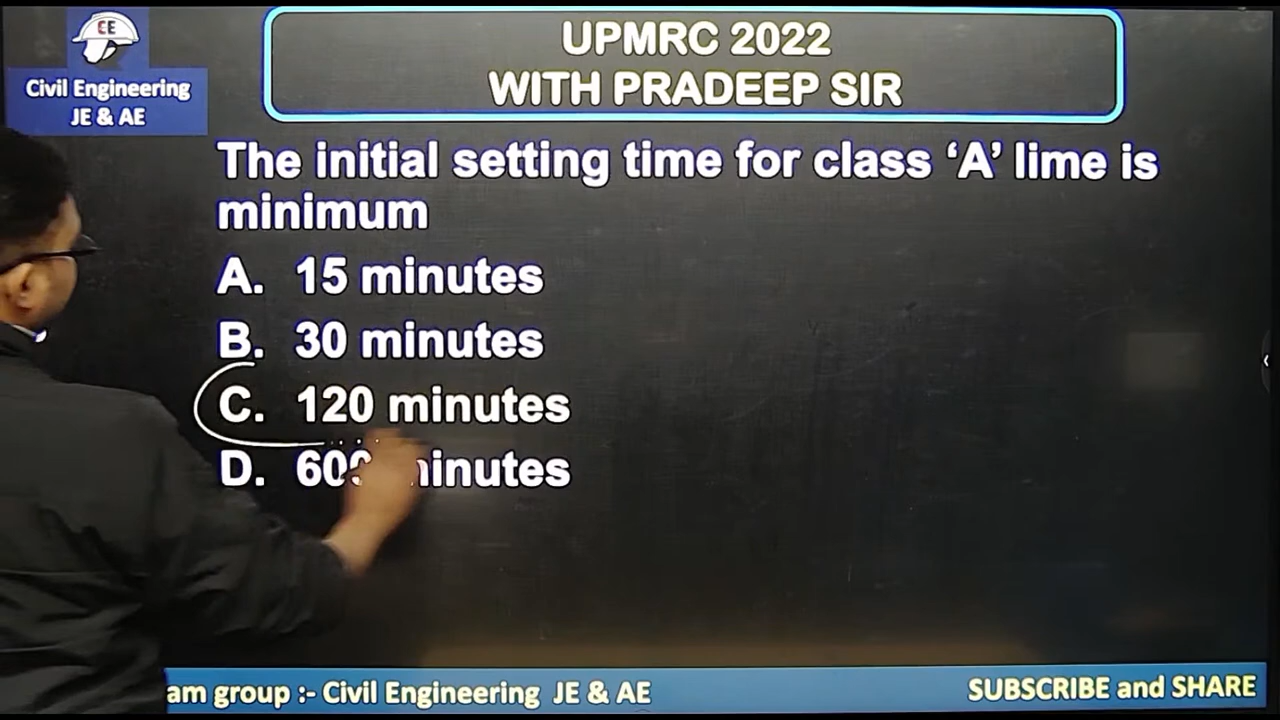 CE
Civil Engineering
JE & AE
UPMRC 2022
WITH PRADEEP SIR
The initial setting time for class ‘A’ lime is
minimum
A. 15 minutes
B. 30 minutes
C. 120 minutes
D. 600 minutes
am group :- Civil Engineering JE & AE
SUBSCRIBE and SHARE